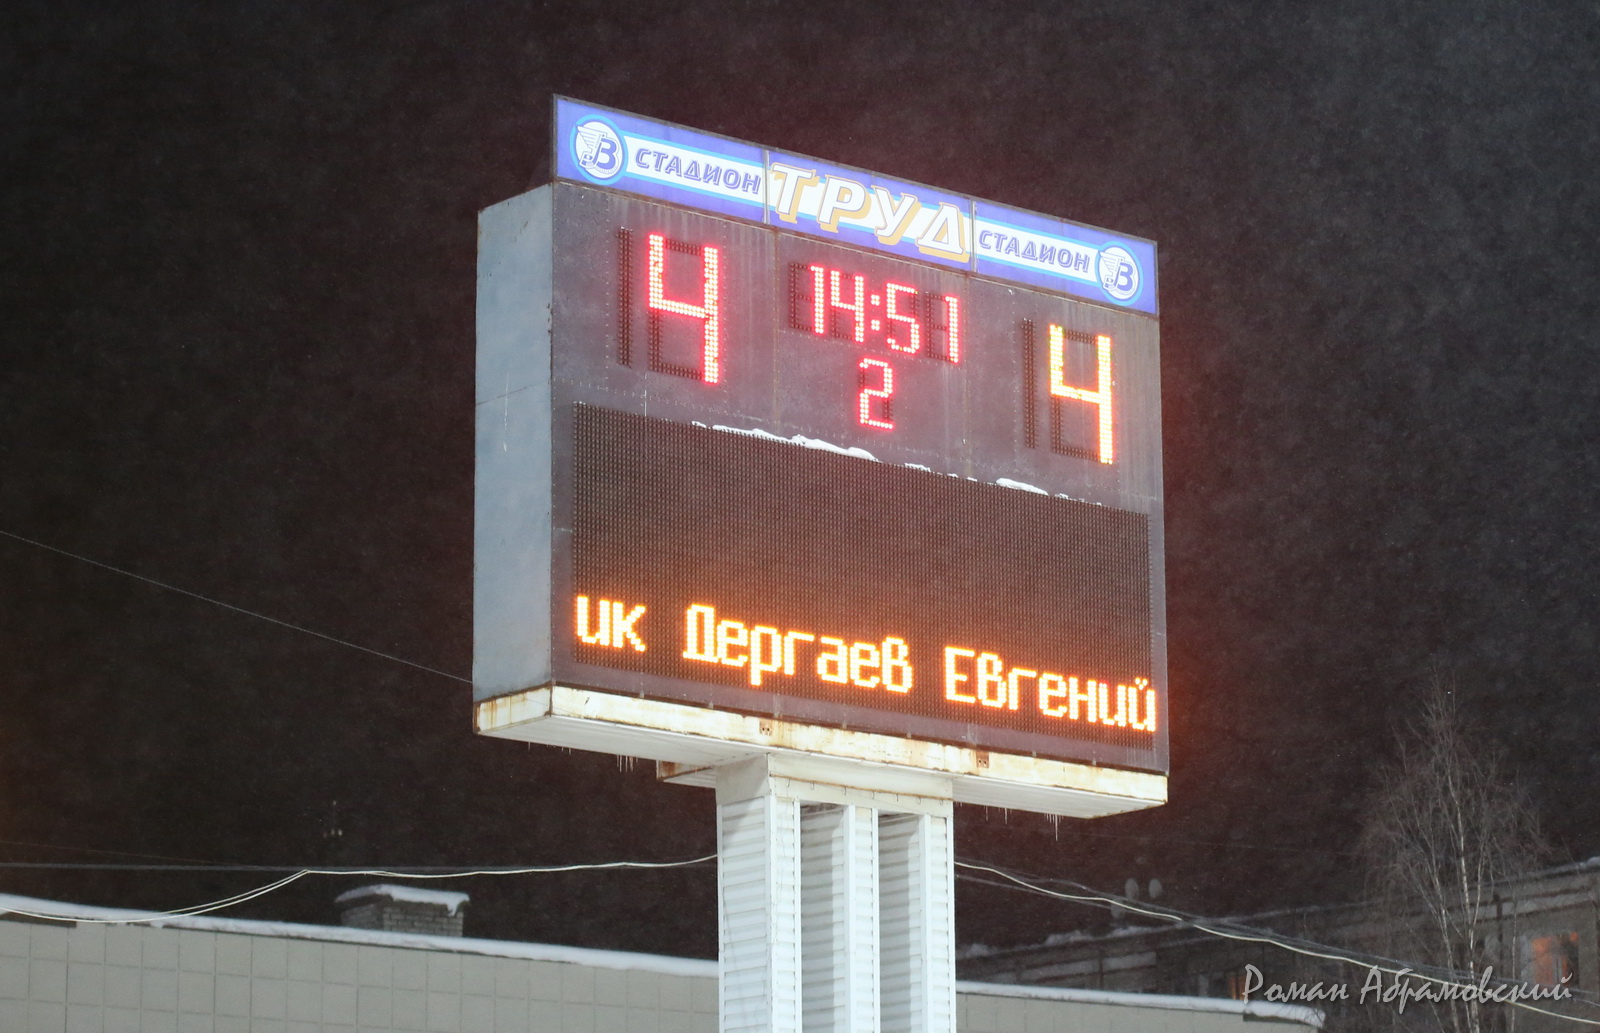 СТАДИОН ТРУД СТАДИОН
4 14:51 4
2
ик Дергаев Евгений
Роман Абрамовский